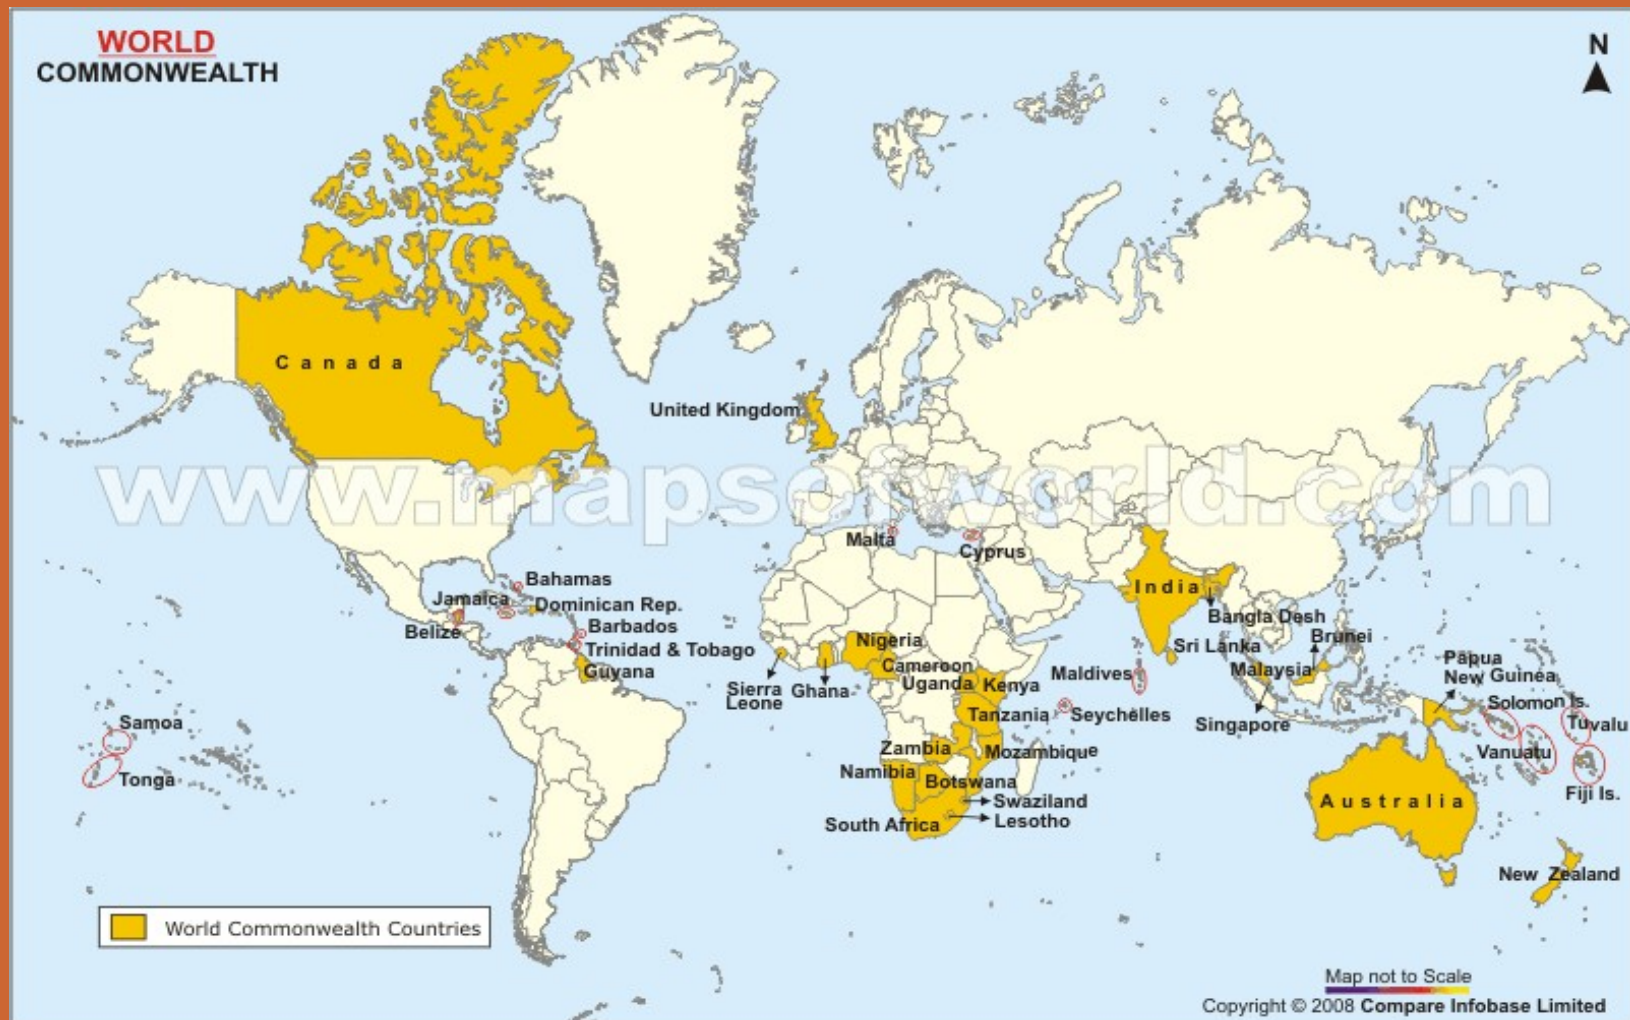 WORLD
COMMONWEALTH
N
Canada
United Kingdom
www.mapsofworld.com
Malta
Cyprus
India
Bahamas
Jamaica
Dominican Rep.
Belize
Barbados
Trinidad & Tobago
Guyana
Bangla Desh
Sri Lanka
Brunei
Malaysia
Singapore
Maldives
Seychelles
Nigeria
Cameroon
Uganda
Kenya
Sierra
Leone
Ghana
Tanzania
Zambia
Mozambique
Namibia
Botswana
Swaziland
South Africa
Lesotho
Papua
New Guinea
Solomon Is.
Tuvalu
Vanuatu
Fiji Is.
Samoa
Tonga
Australia
New Zealand
World Commonwealth Countries
Map not to Scale
Copyright © 2008 Compare Infobase Limited